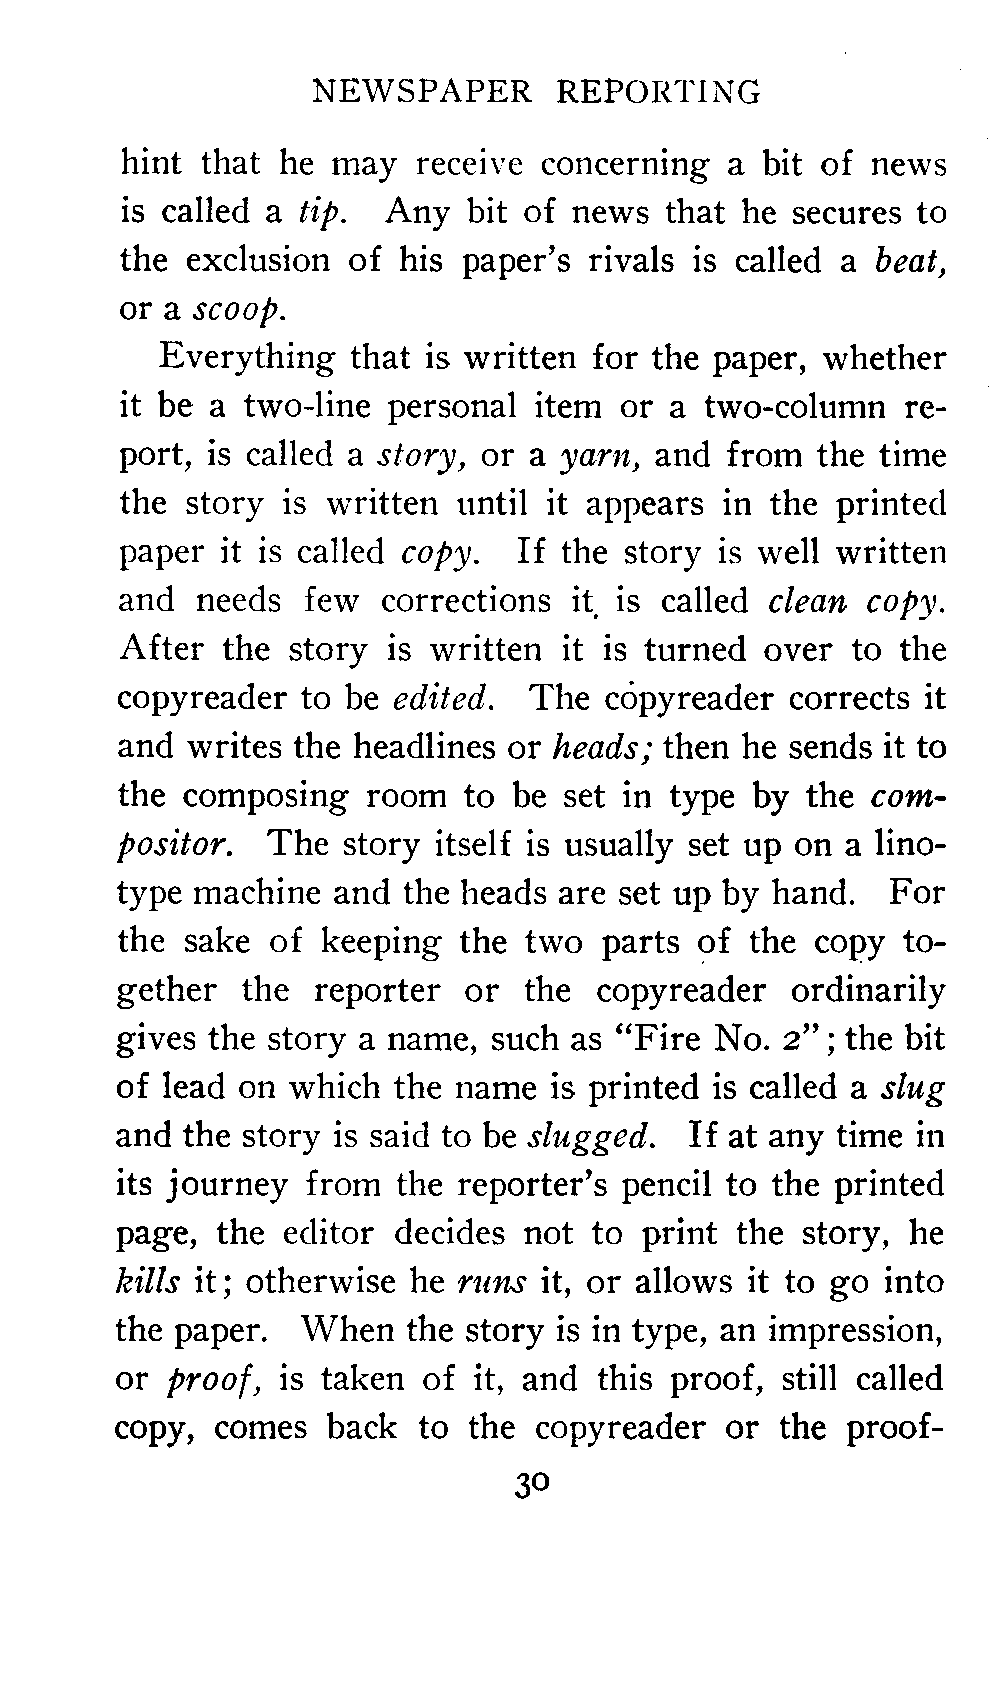 NEWSPAPER REPORTING
hint that he may receive concerning a bit of news
is called a tip. Any bit of news that he secures to
the exclusion of his paper's rivals is called a beat,
or a scoop.
Everything that is written for the paper, whether
it be a two-line personal item or a two-column re-
port, is called a story, or a yarn, and from the time
the story is written until it appears in the printed
paper it is called copy. If the story is well written
and needs few corrections it is called clean copy.
After the story is written it is turned over to the
copyreader to be edited. The copyreader corrects it
and writes the headlines or heads; then he sends it to
the composing room to be set in type by the com-
positor. The story itself is usually set up on a lino-
type machine and the heads are set up by hand. For
the sake of keeping the two parts of the copy to-
gether the reporter or the copyreader ordinarily
gives the story a name, such as “Fire No. 2”; the bit
of lead on which the name is printed is called a slug
and the story is said to be slugged. If at any time in
its journey from the reporter's pencil to the printed
page, the editor decides not to print the story, he
kills it; otherwise he runs it, or allows it to go into
the paper. When the story is in type, an impression,
or proof, is taken of it, and this proof, still called
copy, comes back to the copyreader or the proof-
30